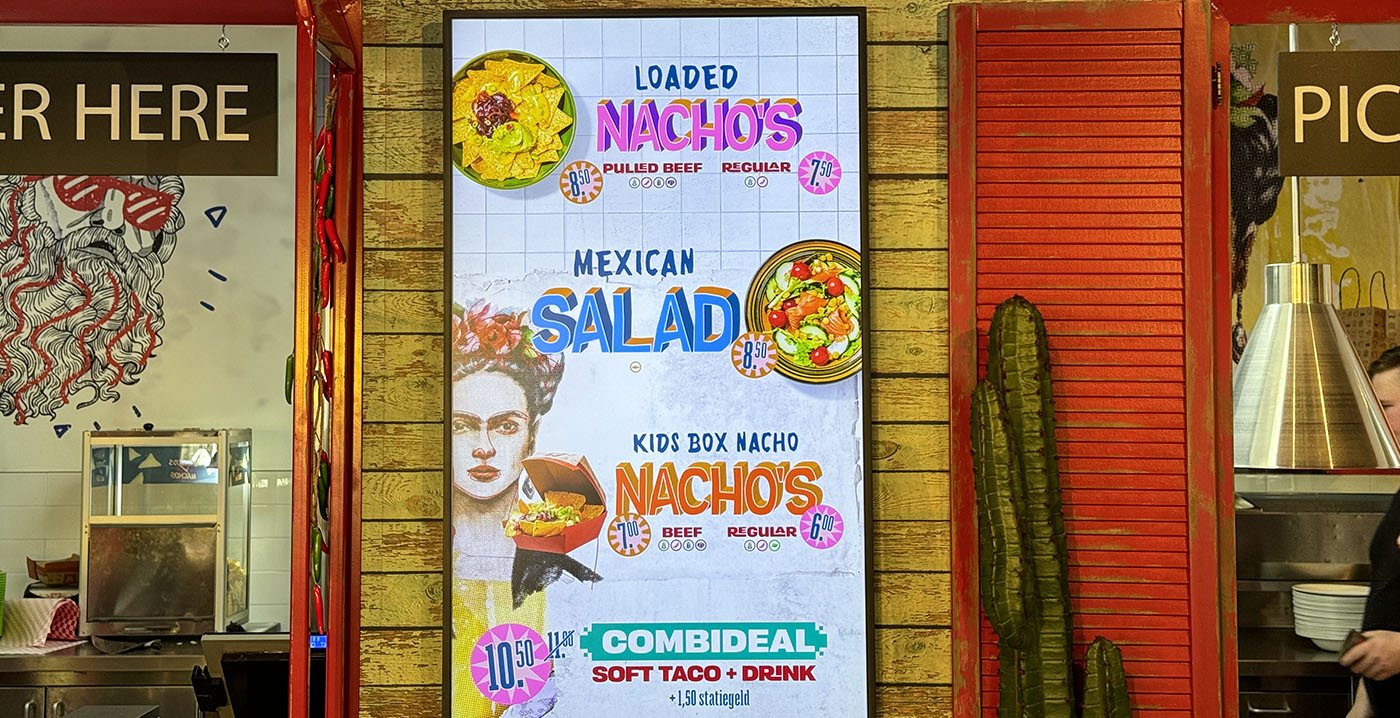 ER HERE
PIC
LOADED
NACHO'S
PULLED BEEF REGULAR
8.50 7.50
MEXICAN
SALAD
8.50
KIDS BOX NACHO
NACHO'S
7.00 BEEF REGULAR 6.00
10.50 11.00 COMBIDEAL
SOFT TACO + DRINK
+ 1,50 statiegeld